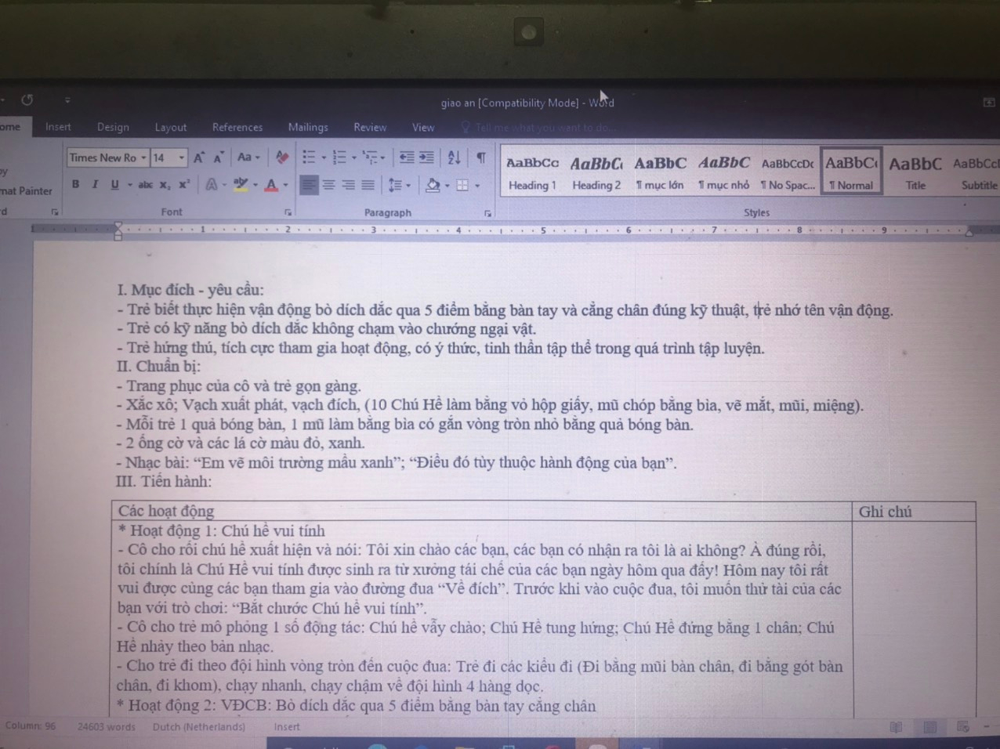 giao an [Compatibility Mode] - Word
ome Insert Design Layout References Mailings Review View Tell me what you want to do...
Times New Ro 14 Aa
mat Painter
B I U abc X₂ X² A A
AaBbCc AaBbC AaBbC AaBbC AaBbCcDc AaBbC AaBbC AaBbCc
Heading 1 Heading 2 ¶ mục lớn ¶ mục nhỏ ¶ No Spac... ¶ Normal Title Subtitle
Font Paragraph Styles
1 1 2 3 4 5 6 7 8 9
I. Mục đích - yêu cầu:
- Trẻ biết thực hiện vận động bò dích dắc qua 5 điểm bằng bàn tay và cẳng chân đúng kỹ thuật, trẻ nhớ tên vận động.
- Trẻ có kỹ năng bò dích dắc không chạm vào chướng ngại vật.
- Trẻ hứng thú, tích cực tham gia hoạt động, có ý thức, tinh thần tập thể trong quá trình tập luyện.
II. Chuẩn bị:
- Trang phục của cô và trẻ gọn gàng.
- Xắc xô; Vạch xuất phát, vạch đích, (10 Chú Hề làm bằng vỏ hộp giấy, mũ chóp bằng bìa, vẽ mắt, mũi, miệng).
- Mỗi trẻ 1 quả bóng bàn, 1 mũ làm bằng bìa có gắn vòng tròn nhỏ bằng quả bóng bàn.
- 2 ống cờ và các lá cờ màu đỏ, xanh.
- Nhạc bài: “Em vẽ môi trường mầu xanh”; “Điều đó tùy thuộc hành động của bạn”.
III. Tiến hành:
Các hoạt động Ghi chú
* Hoạt động 1: Chú hề vui tính
- Cô cho rối chú hề xuất hiện và nói: Tôi xin chào các bạn, các bạn có nhận ra tôi là ai không? À đúng rồi,
tôi chính là Chú Hề vui tính được sinh ra từ xưởng tái chế của các bạn ngày hôm qua đấy! Hôm nay tôi rất
vui được cùng các bạn tham gia vào đường đua “Về đích”. Trước khi vào cuộc đua, tôi muốn thử tài của các
bạn với trò chơi: “Bắt chước Chú hề vui tính”.
- Cô cho trẻ mô phỏng 1 số động tác: Chú hề vẫy chào; Chú Hề tung hứng; Chú Hề đứng bằng 1 chân; Chú
Hề nhảy theo bản nhạc.
- Cho trẻ đi theo đội hình vòng tròn đến cuộc đua: Trẻ đi các kiểu đi (Đi bằng mũi bàn chân, đi bằng gót bàn
chân, đi khom), chạy nhanh, chạy chậm về đội hình 4 hàng dọc.
* Hoạt động 2: VĐCB: Bò dích dắc qua 5 điểm bằng bàn tay cẳng chân
Column: 96 24603 words Dutch (Netherlands) Insert